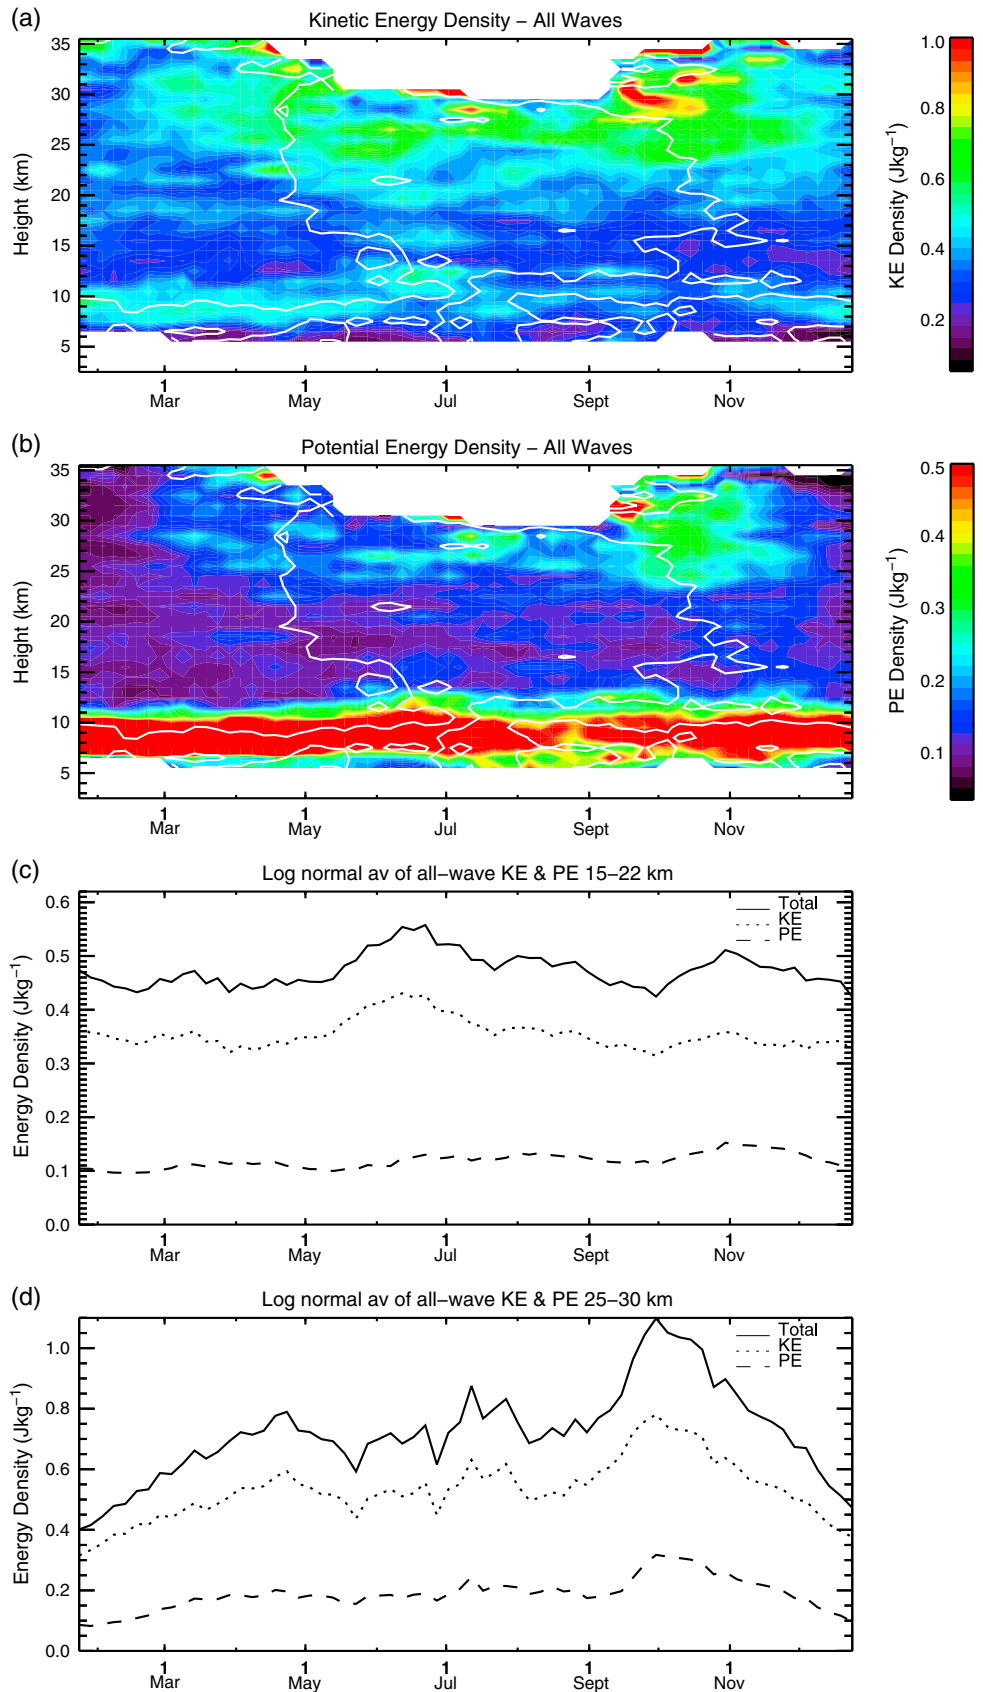 (a)
Kinetic Energy Density – All Waves
35
30
25
20
15
10
5
Height (km)
1 1 1 1 1
Mar May Jul Sept Nov
1.0
0.8
0.6
0.4
0.2
KE Density (Jkg−1)
(b)
Potential Energy Density – All Waves
35
30
25
20
15
10
5
Height (km)
1 1 1 1 1
Mar May Jul Sept Nov
0.5
0.4
0.3
0.2
0.1
PE Density (Jkg−1)
(c)
Log normal av of all−wave KE & PE 15−22 km
0.6
0.5
0.4
0.3
0.2
0.1
0.0
Energy Density (Jkg−1)
Total
KE
PE
1 1 1 1 1
Mar May Jul Sept Nov
(d)
Log normal av of all−wave KE & PE 25−30 km
1.0
0.8
0.6
0.4
0.2
0.0
Energy Density (Jkg−1)
Total
KE
PE
1 1 1 1 1
Mar May Jul Sept Nov